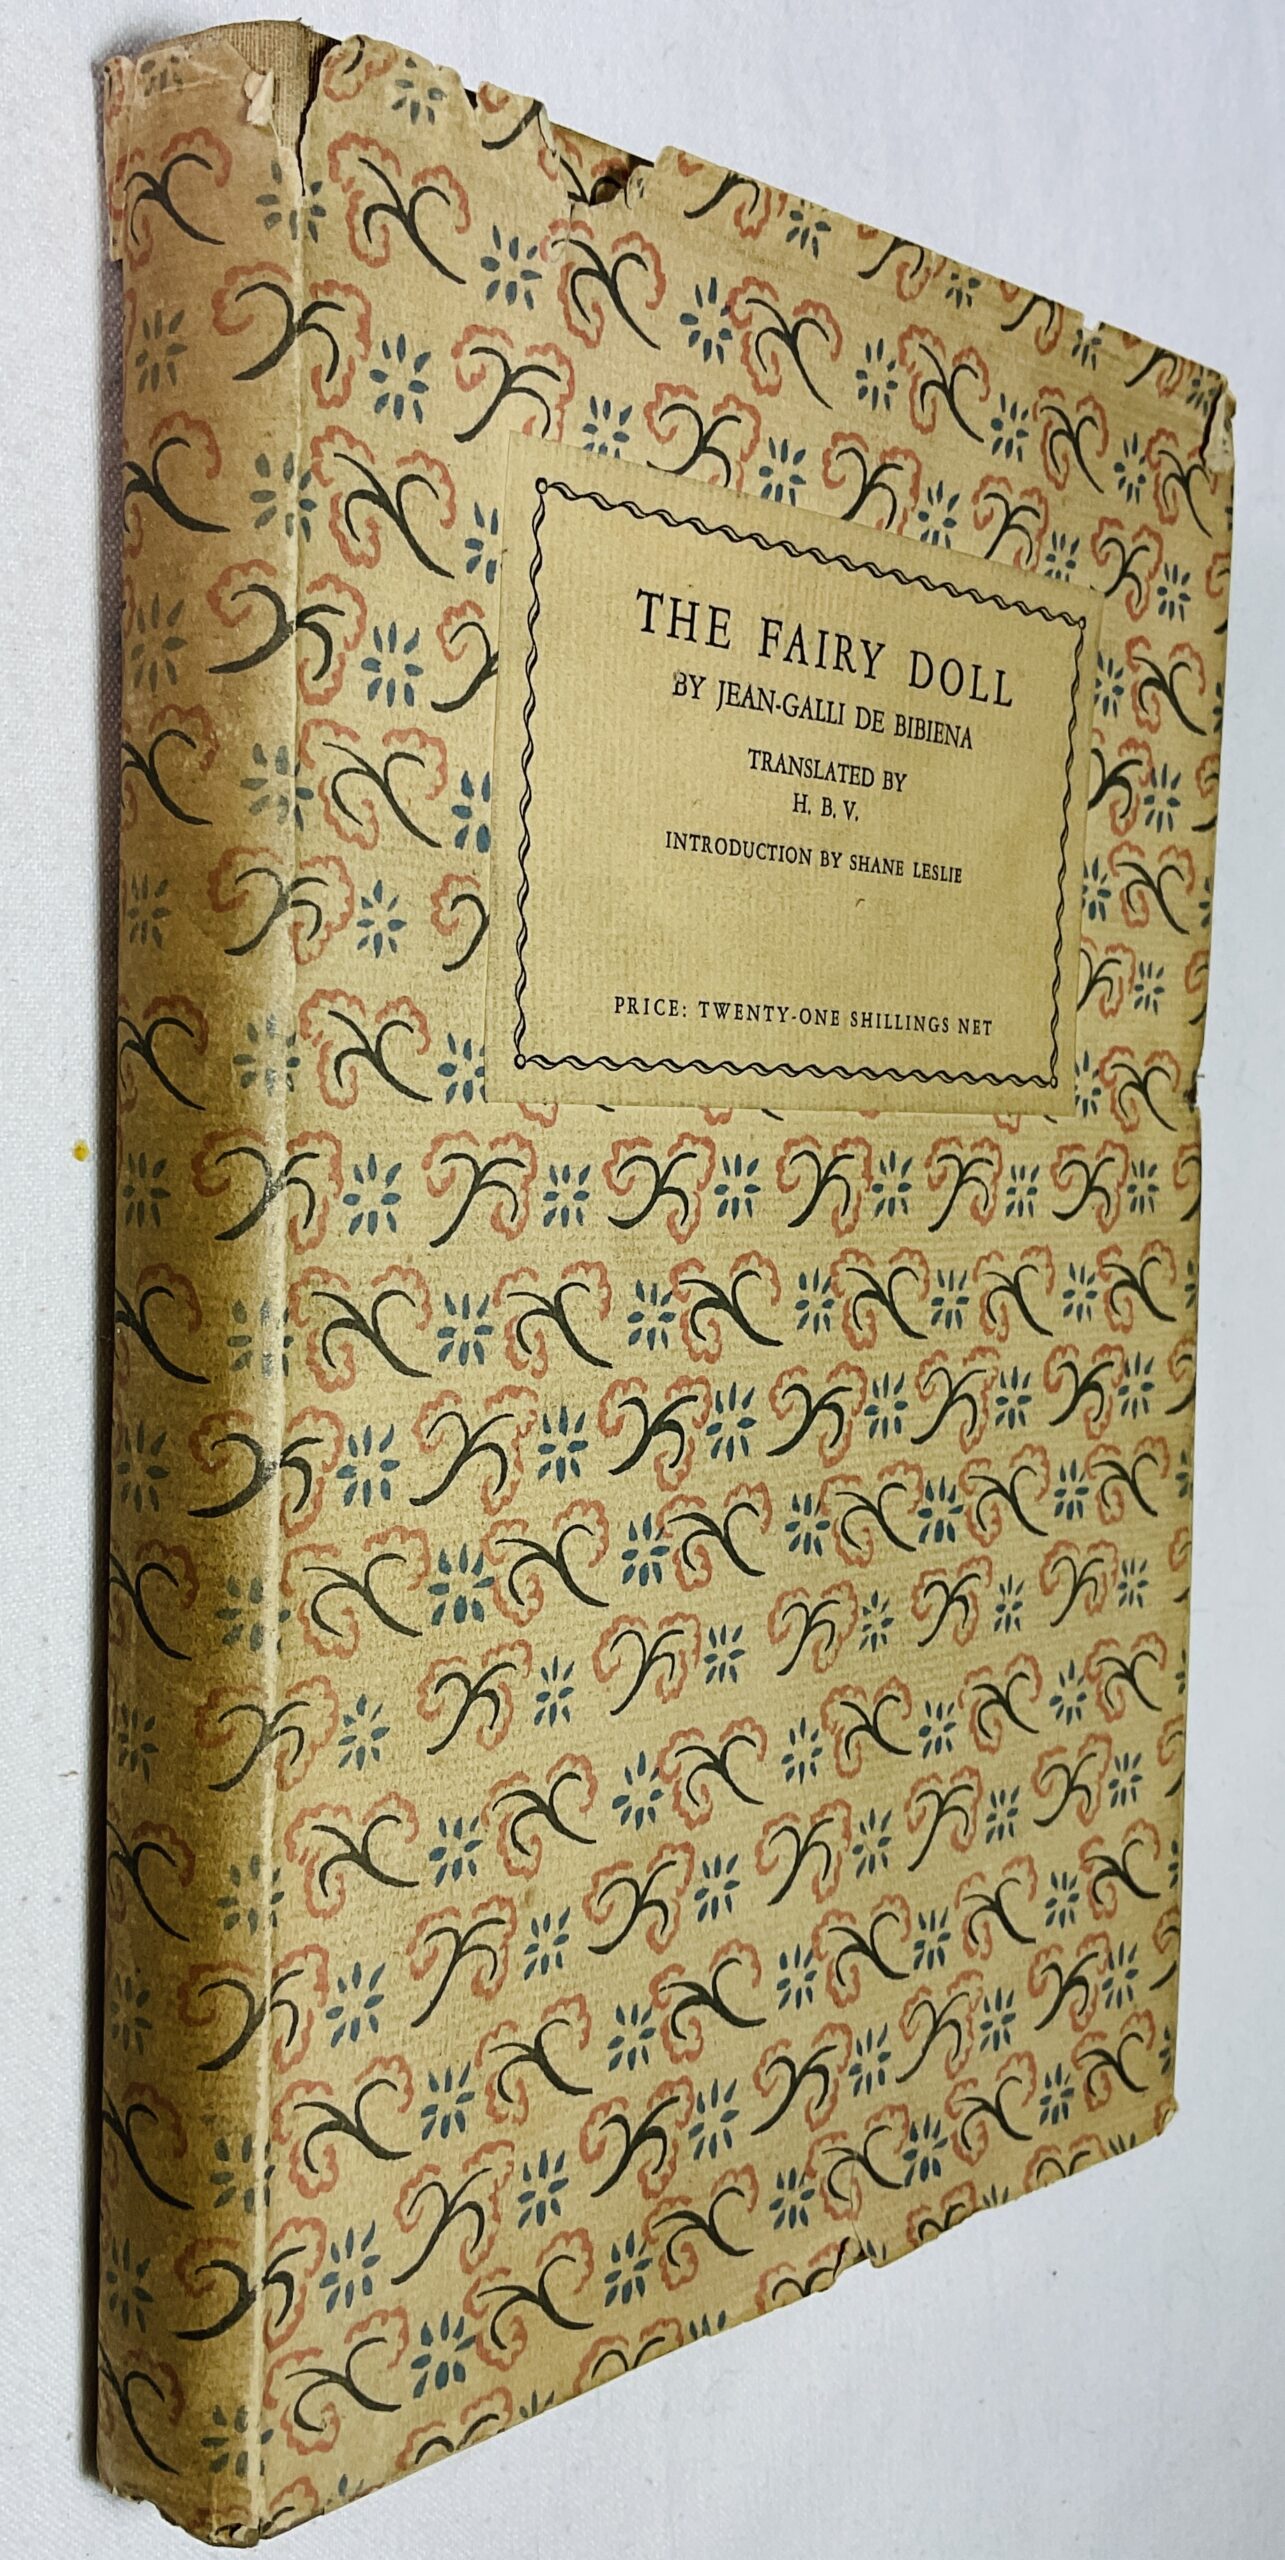 THE FAIRY DOLL
BY JEAN-GALLI DE BIBIENA
TRANSLATED BY
H. B. V.
INTRODUCTION BY SHANE LESLIE
PRICE: TWENTY-ONE SHILLINGS NET